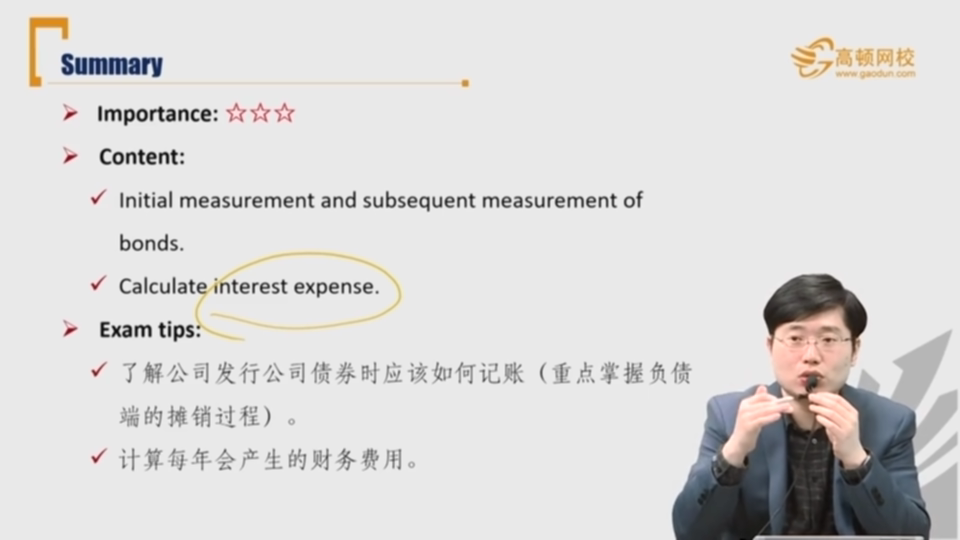 Summary
高顿网校
www.gaodun.com
Importance: ☆☆☆
Content:
Initial measurement and subsequent measurement of
bonds.
Calculate interest expense.
Exam tips:
了解公司发行公司债券时应该如何记账（重点掌握负债
端的摊销过程）。
计算每年会产生的财务费用。